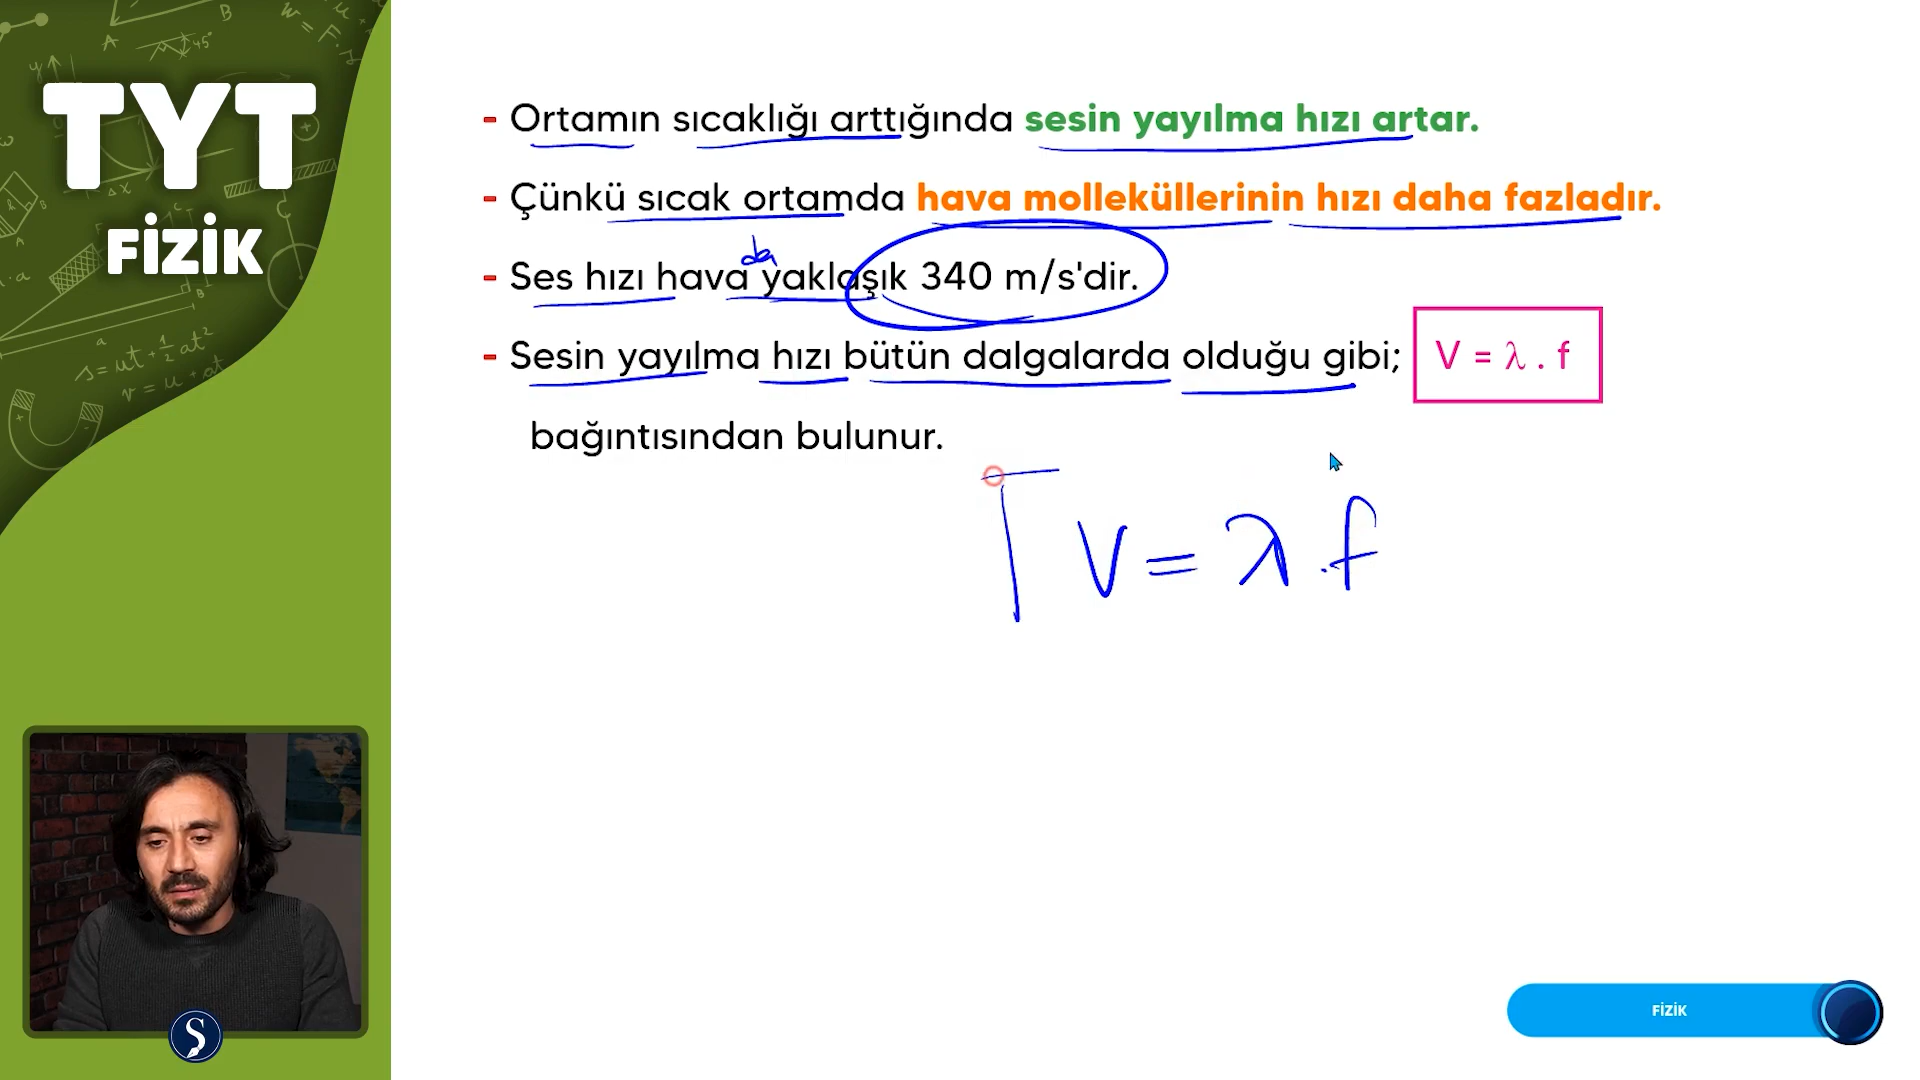 TYT
FİZİK
- Ortamın sıcaklığı arttığında sesin yayılma hızı artar.
- Çünkü sıcak ortamda hava molleküllerinin hızı daha fazladır.
da
- Ses hızı hava yaklaşık 340 m/s'dir.
- Sesin yayılma hızı bütün dalgalarda olduğu gibi; V = λ . f
bağıntısından bulunur.
V = λ . f
FİZİK
S